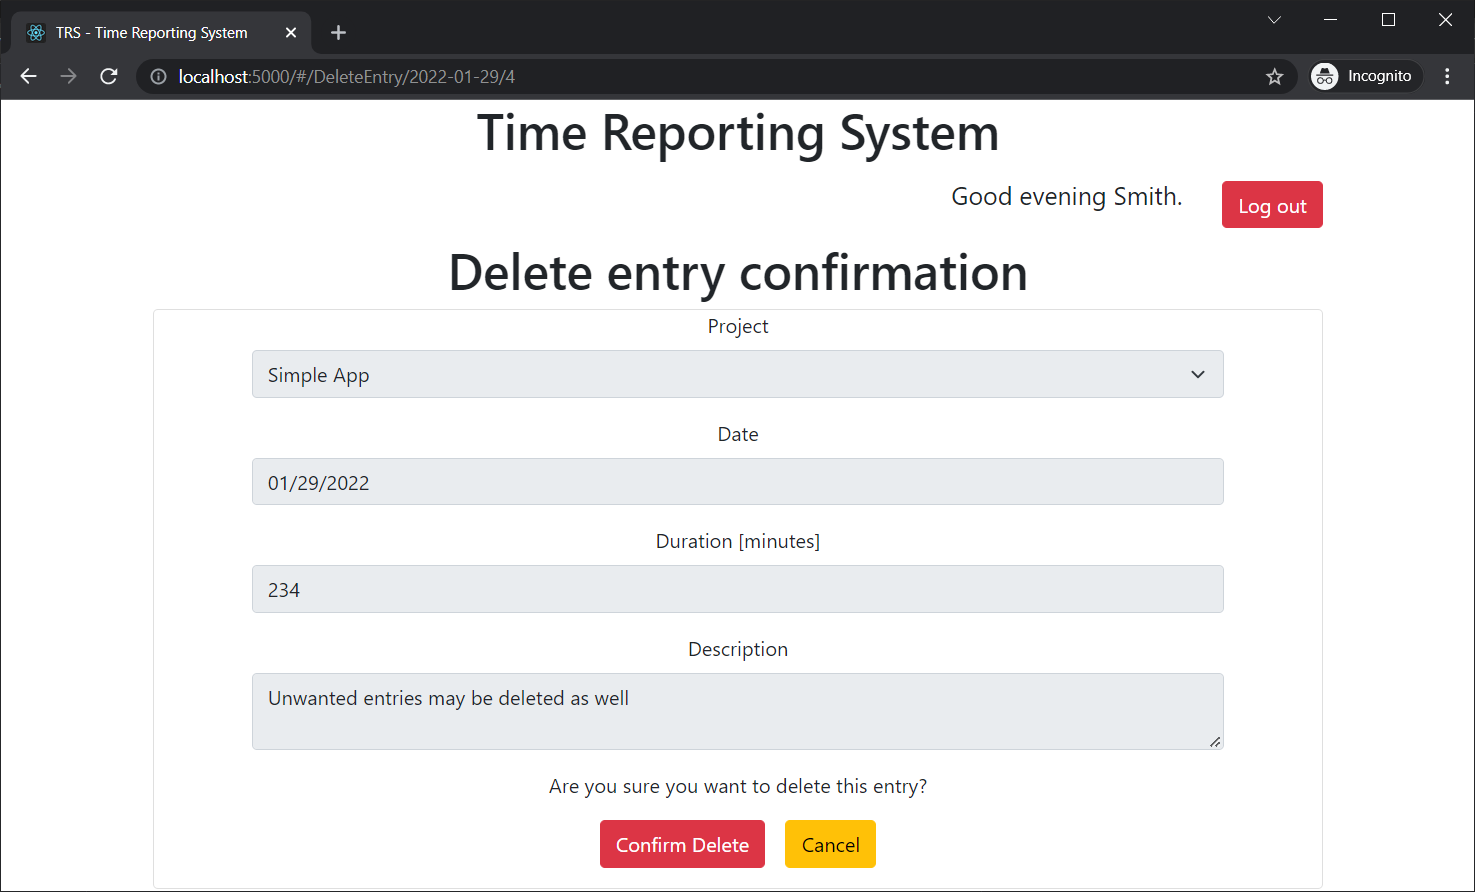 TRS - Time Reporting System
localhost:5000/#/DeleteEntry/2022-01-29/4
Incognito
Time Reporting System
Good evening Smith.
Log out
Delete entry confirmation
Project
Simple App
Date
01/29/2022
Duration [minutes]
234
Description
Unwanted entries may be deleted as well
Are you sure you want to delete this entry?
Confirm Delete
Cancel